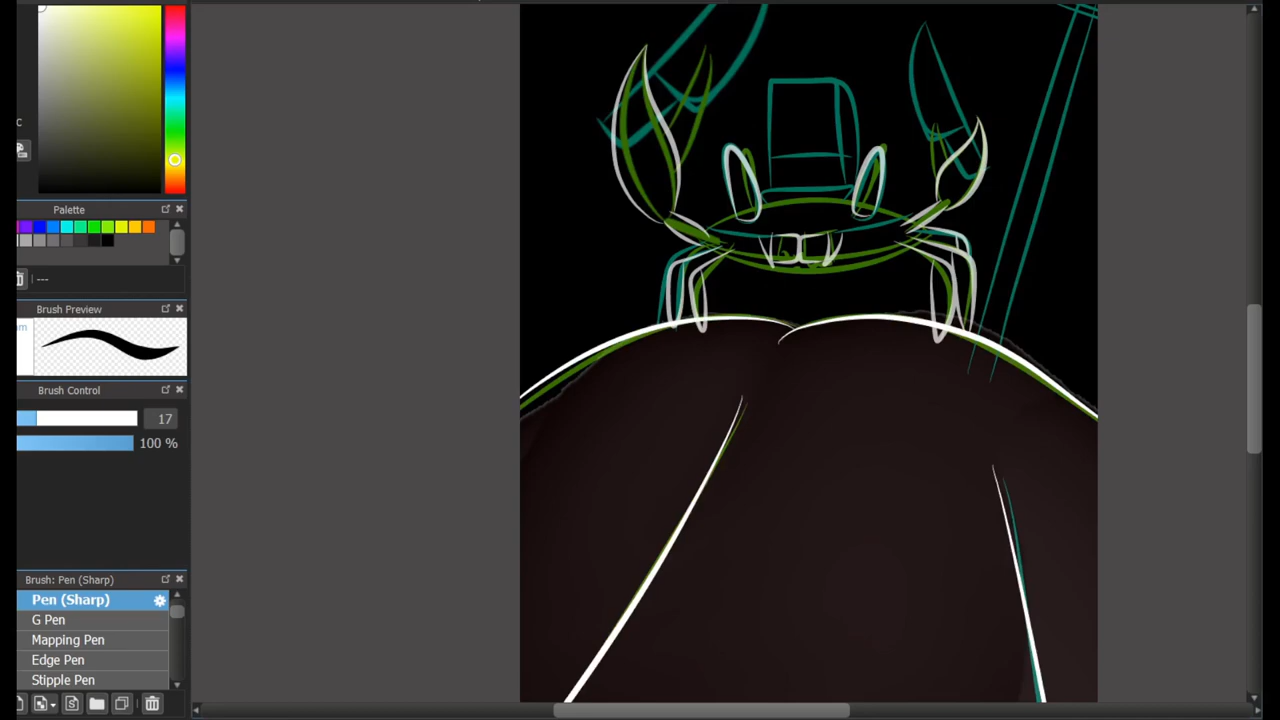 c
Palette
---
Brush Preview
Brush Control
17
100 %
Brush: Pen (Sharp)
Pen (Sharp)
G Pen
Mapping Pen
Edge Pen
Stipple Pen